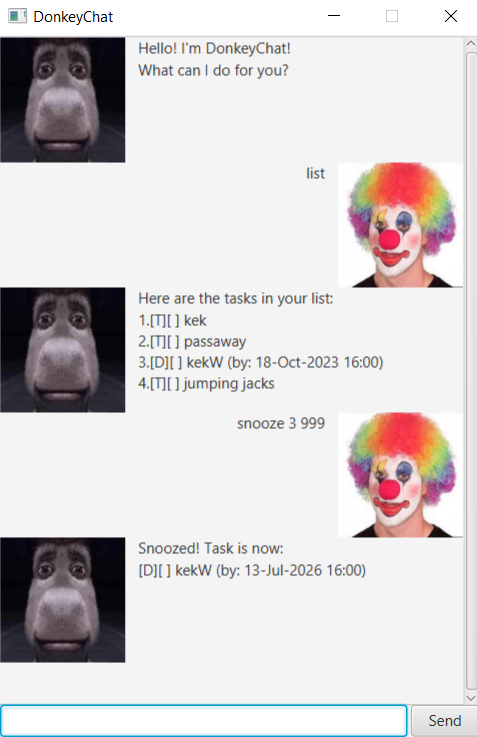 DonkeyChat
Hello! I'm DonkeyChat!
What can I do for you?
list
Here are the tasks in your list:
1.[T][ ] kek
2.[T][ ] passaway
3.[D][ ] kekW (by: 18-Oct-2023 16:00)
4.[T][ ] jumping jacks
snooze 3 999
Snoozed! Task is now:
[D][ ] kekW (by: 13-Jul-2026 16:00)
Send